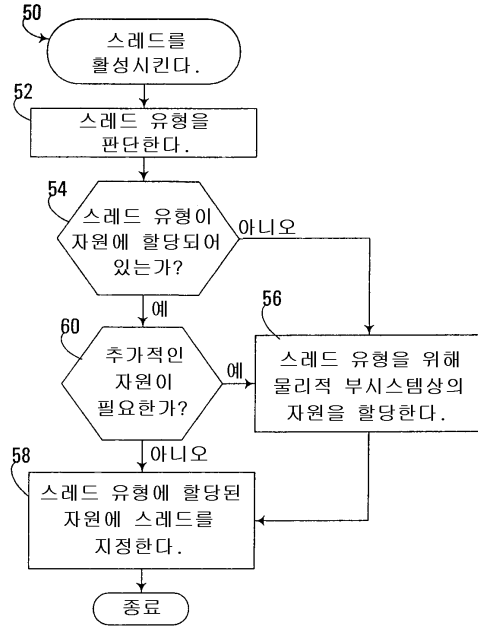 50
스레드를
활성시킨다.
52
스레드 유형을
판단한다.
54
스레드 유형이
자원에 할당되어
있는가?
아니오
예
56
스레드 유형을 위해
물리적 부시스템상의
자원을 할당한다.
60
추가적인
자원이
필요한가?
예
아니오
58
스레드 유형에 할당된
자원에 스레드를
지정한다.
종료